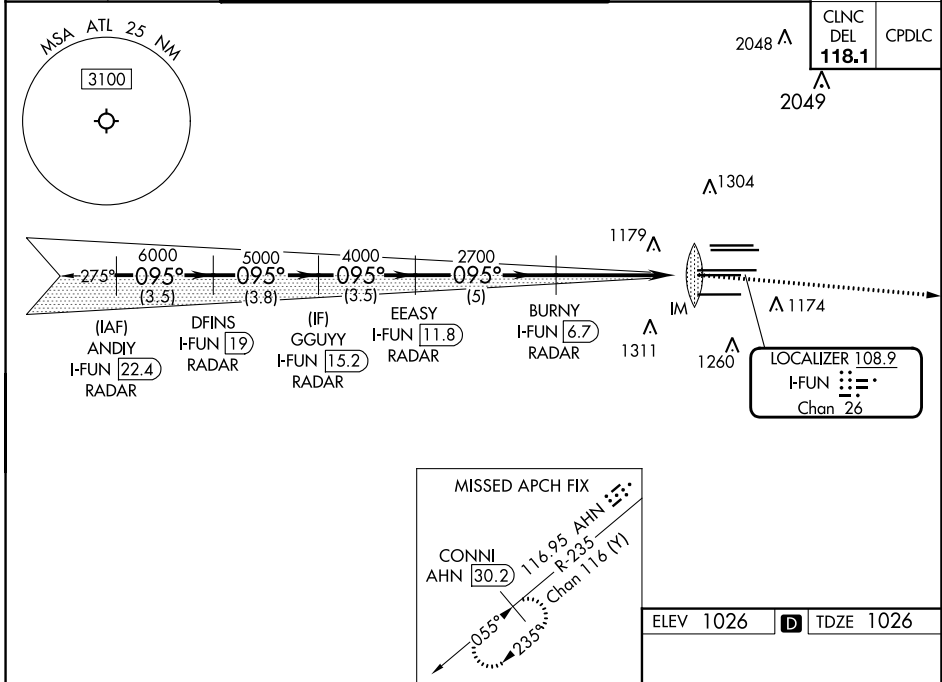 MSA ATL 25 NM
3100
CLNC
DEL
118.1
CPDLC
2048
2049
1304
1179
6000
5000
4000
2700
275°
095°
095°
095°
095°
(3.5)
(3.8)
(3.5)
(5)
IM
1174
1311
1260
(IAF)
ANDIY
I-FUN 22.4
RADAR
DFINS
I-FUN 19
RADAR
(IF)
GGUYY
I-FUN 15.2
RADAR
EEASY
I-FUN 11.8
RADAR
BURNY
I-FUN 6.7
RADAR
LOCALIZER 108.9
I-FUN
Chan 26
MISSED APCH FIX
CONNI
AHN 30.2
116.95 AHN
R-235
Chan 116 (Y)
055°
235°
ELEV 1026
D
TDZE 1026